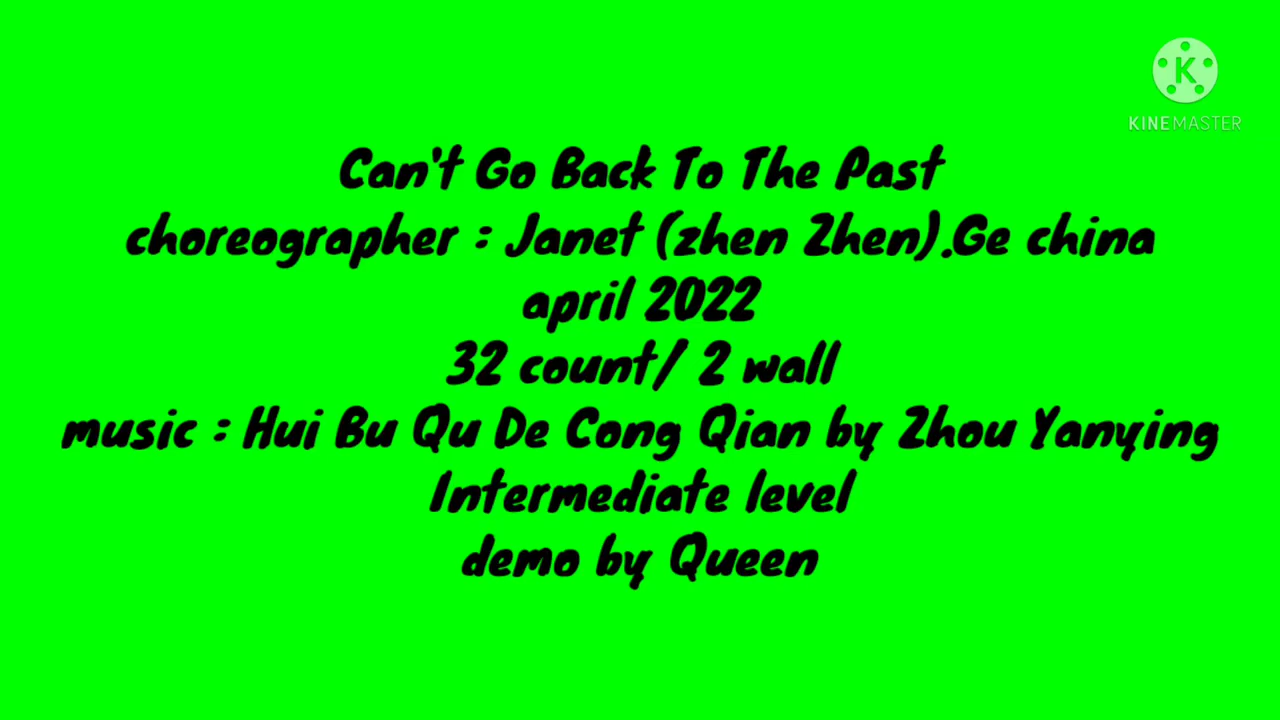 K
KINEMASTER
Can't Go Back To The Past
choreographer : Janet (zhen Zhen).Ge china
april 2022
32 count/ 2 wall
music : Hui Bu Qu De Cong Qian by Zhou Yanying
Intermediate level
demo by Queen